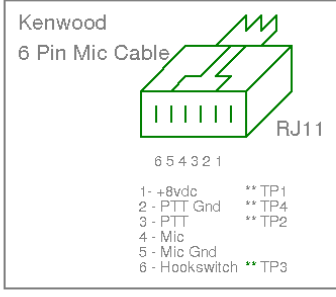 Kenwood
6 Pin Mic Cable
RJ11
6 5 4 3 2 1
1- +8vdc ** TP1
2 - PTT Gnd ** TP4
3 - PTT ** TP2
4 - Mic
5 - Mic Gnd
6 - Hookswitch ** TP3